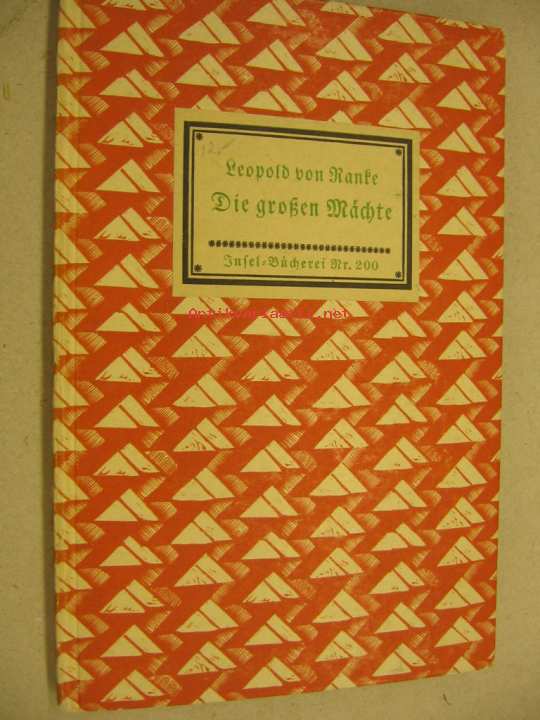 Leopold von Ranke
Die großen Mächte
Insel-Bücherei Nr. 200